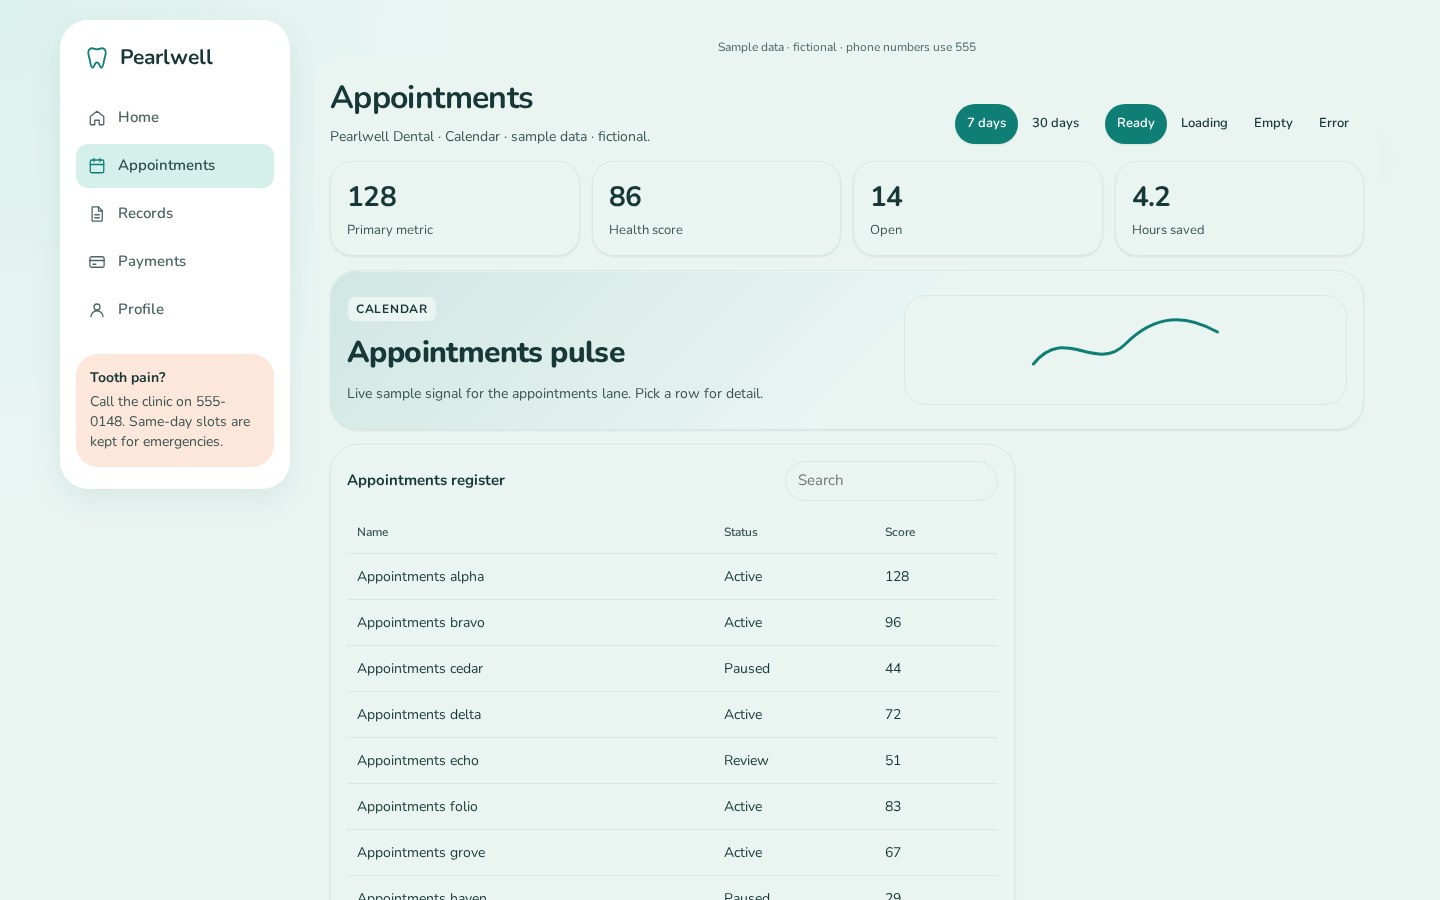 Pearlwell
Home
Appointments
Records
Payments
Profile
Tooth pain?
Call the clinic on 555-
0148. Same-day slots are
kept for emergencies.
Sample data · fictional · phone numbers use 555
Appointments
Pearlwell Dental · Calendar · sample data · fictional.
7 days 30 days Ready Loading Empty Error
128
Primary metric
86
Health score
14
Open
4.2
Hours saved
CALENDAR
Appointments pulse
Live sample signal for the appointments lane. Pick a row for detail.
Appointments register
Search
Name Status Score
Appointments alpha Active 128
Appointments bravo Active 96
Appointments cedar Paused 44
Appointments delta Active 72
Appointments echo Review 51
Appointments folio Active 83
Appointments grove Active 67
Appointments haven Paused 29